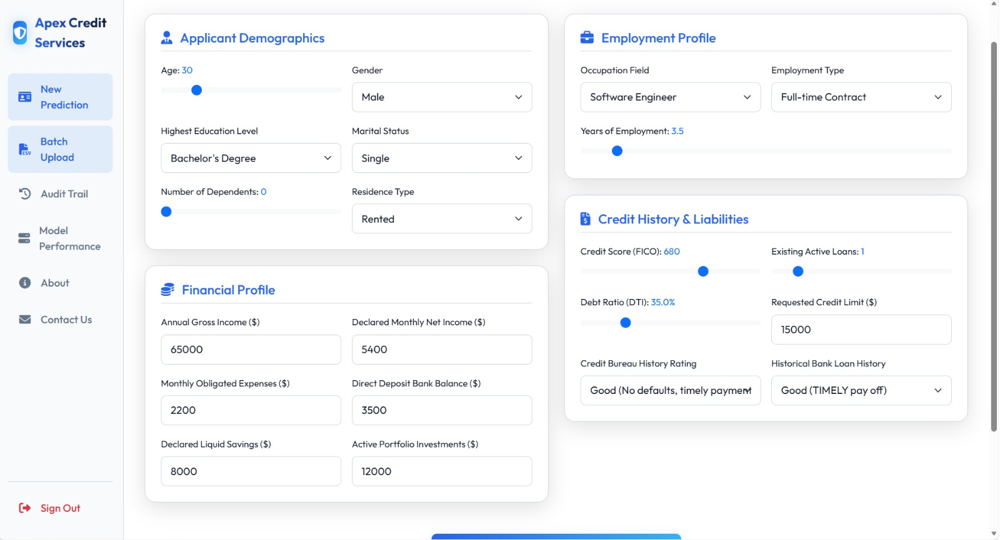 Apex Credit
Services
New
Prediction
Batch
Upload
Audit Trail
Model
Performance
About
Contact Us
Sign Out
Applicant Demographics
Age: 30
Gender
Male
Highest Education Level
Marital Status
Bachelor's Degree
Single
Number of Dependents: 0
Residence Type
Rented
Financial Profile
Annual Gross Income ($)
Declared Monthly Net Income ($)
65000
5400
Monthly Obligated Expenses ($)
Direct Deposit Bank Balance ($)
2200
3500
Declared Liquid Savings ($)
Active Portfolio Investments ($)
8000
12000
Employment Profile
Occupation Field
Employment Type
Software Engineer
Full-time Contract
Years of Employment: 3.5
Credit History & Liabilities
Credit Score (FICO): 680
Existing Active Loans: 1
Debt Ratio (DTI): 35.0%
Requested Credit Limit ($)
15000
Credit Bureau History Rating
Historical Bank Loan History
Good (No defaults, timely payment
Good (TIMELY pay off)